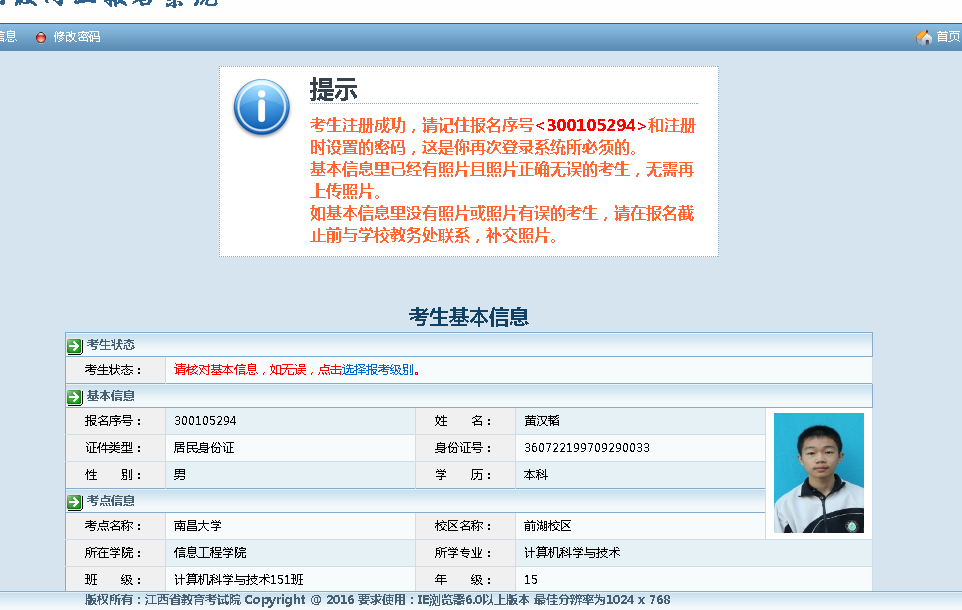 信息 修改密码 首页
提示
考生注册成功，请记住报名序号<300105294>和注册
时设置的密码，这是你再次登录系统所必须的。
基本信息里已经有照片且照片正确无误的考生，无需再
上传照片。
如基本信息里没有照片或照片有误的考生，请在报名截
止前与学校教务处联系，补交照片。
考生基本信息
考生状态
考生状态： 请核对基本信息，如无误，点击选择报考级别。
基本信息
报名序号： 300105294 姓 名： 黄汉韬
证件类型： 居民身份证 身份证号： 360722199709290033
性 别： 男 学 历： 本科
考点信息
考点名称： 南昌大学 校区名称： 前湖校区
所在学院： 信息工程学院 所学专业： 计算机科学与技术
班 级： 计算机科学与技术151班 年 级： 15
版权所有：江西省教育考试院 Copyright @ 2016 要求使用：IE浏览器6.0以上版本 最佳分辨率为1024 x 768